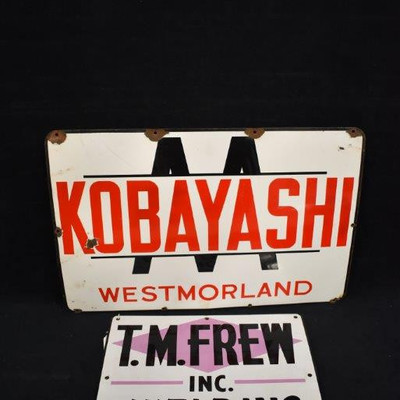 M
KOBAYASHI
WESTMORLAND
T.M.FREW
INC.